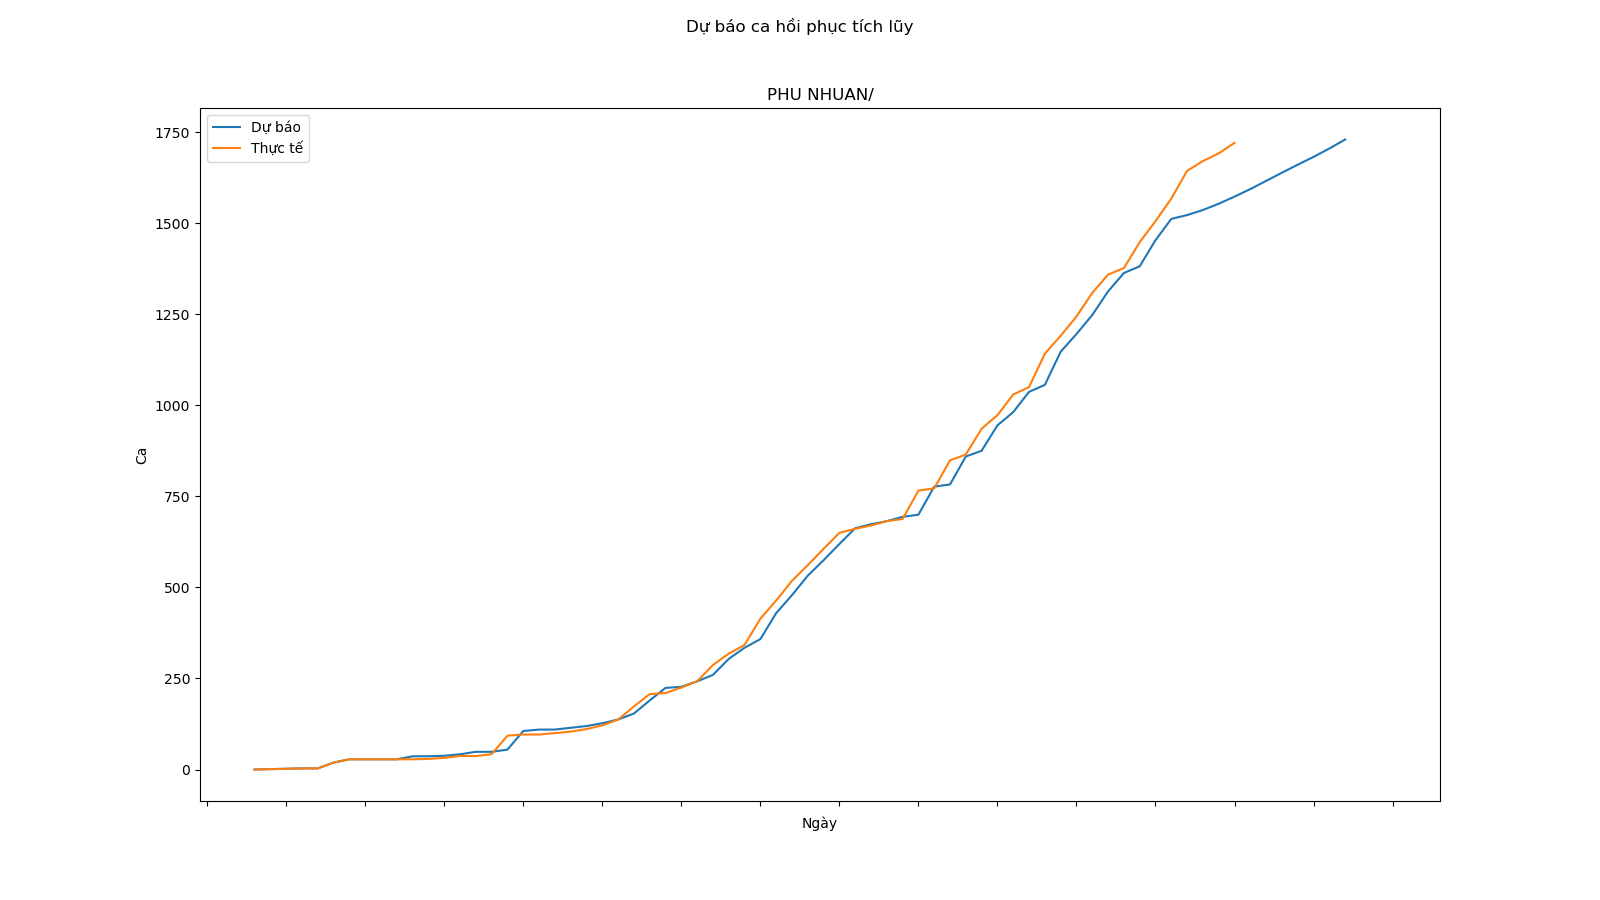 Dự báo ca hồi phục tích lũy
PHU NHUAN/
Dự báo
Thực tế
1750
1500
1250
1000
750
500
250
0
Ca
Ngày